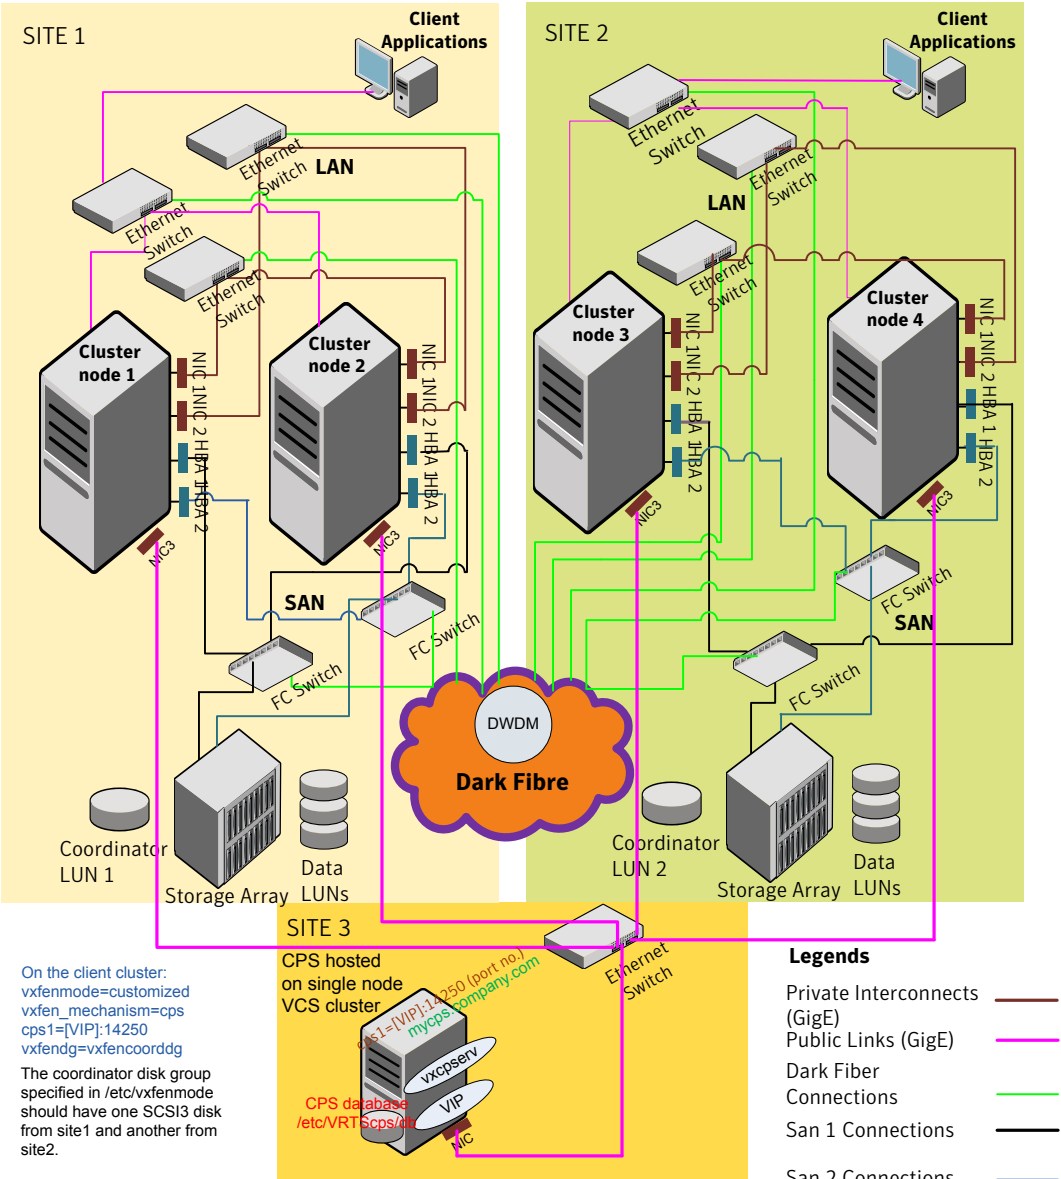 SITE 1
Client
Applications
Ethernet
Switch
LAN
Ethernet
Switch
Ethernet
Switch
Cluster
node 1
NIC 1
NIC 2
HBA 1
HBA 2
NIC3
Cluster
node 2
NIC 1
NIC 2
HBA 1
HBA 2
NIC3
SAN
FC Switch
FC Switch
Coordinator
LUN 1
Storage Array
Data
LUNs
SITE 2
Client
Applications
Ethernet
Switch
Ethernet
Switch
LAN
Ethernet
Switch
Cluster
node 3
NIC 1
NIC 2
HBA 1
HBA 2
NIC3
Cluster
node 4
NIC 1
NIC 2
HBA 1
HBA 2
NIC3
FC Switch
SAN
FC Switch
DWDM
Dark Fibre
Coordinator
LUN 2
Storage Array
Data
LUNs
SITE 3
CPS hosted
on single node
VCS cluster
Ethernet
Switch
cps1=[VIP]:14250 (port no.)
mycps.company.com
vxcpserv
VIP
CPS database
/etc/VRTScps/db
NIC
On the client cluster:
vxfenmode=customized
vxfen_mechanism=cps
cps1=[VIP]:14250
vxfendg=vxfencoorddg
The coordinator disk group
specified in /etc/vxfenmode
should have one SCSI3 disk
from site1 and another from
site2.
Legends
Private Interconnects
(GigE)
Public Links (GigE)
Dark Fiber
Connections
San 1 Connections
San 2 Connections